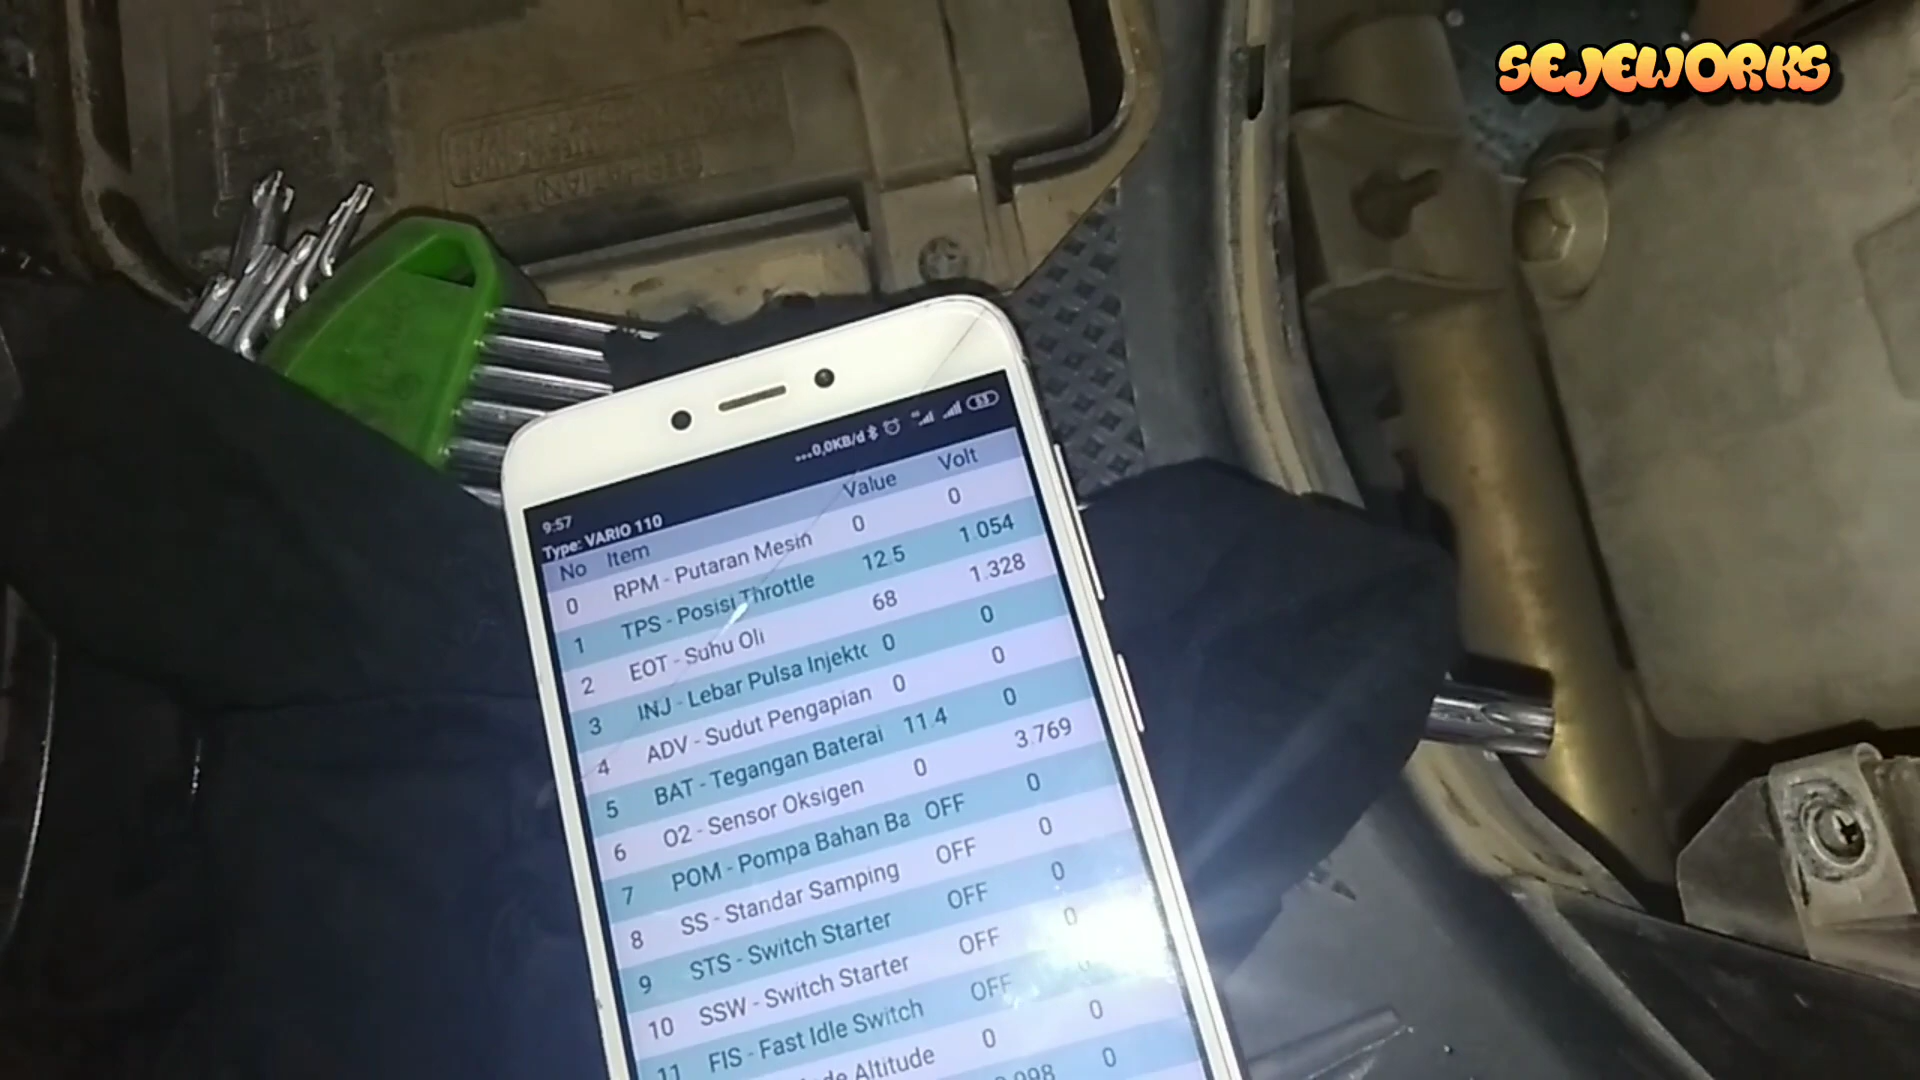 SEJEWORKS
...0,0KB/d 53
9:57
Type: VARIO 110
No Item Value Volt
0 RPM - Putaran Mesin 0 0
1 TPS - Posisi Throttle 12.5 1.054
2 EOT - Suhu Oli 68 1.328
3 INJ - Lebar Pulsa Injektc 0 0
4 ADV - Sudut Pengapian 0 0
5 BAT - Tegangan Baterai 11.4 0
6 O2 - Sensor Oksigen 0 3.769
7 POM - Pompa Bahan Ba OFF 0
8 SS - Standar Samping OFF 0
9 STS - Switch Starter OFF 0
10 SSW - Switch Starter OFF 0
11 FIS - Fast Idle Switch OFF
Altitude 0 0
0